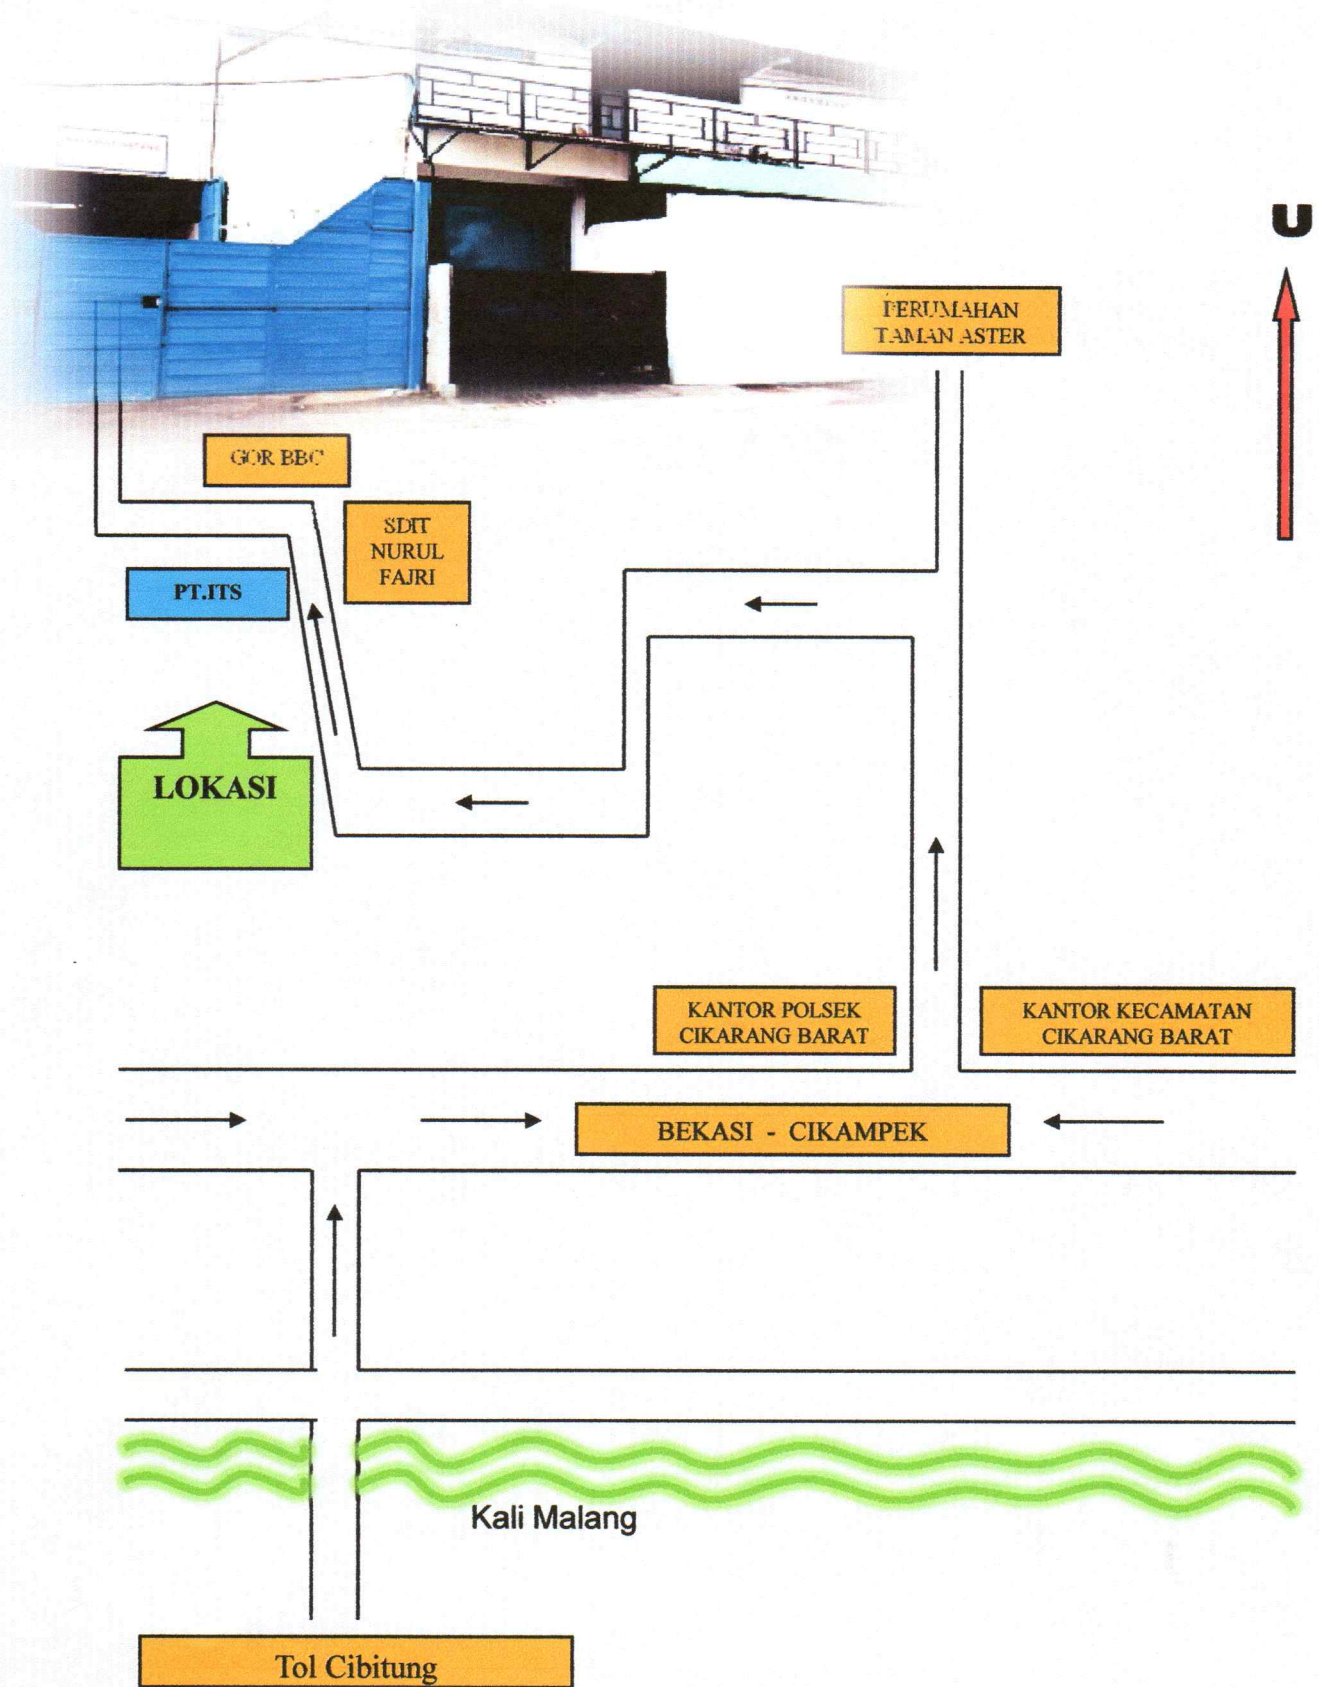 U
PERUMAHAN
TAMAN ASTER
GOR BBC
SDIT
NURUL
FAJRI
PT.ITS
LOKASI
KANTOR POLSEK
CIKARANG BARAT
KANTOR KECAMATAN
CIKARANG BARAT
BEKASI - CIKAMPEK
Kali Malang
Tol Cibitung